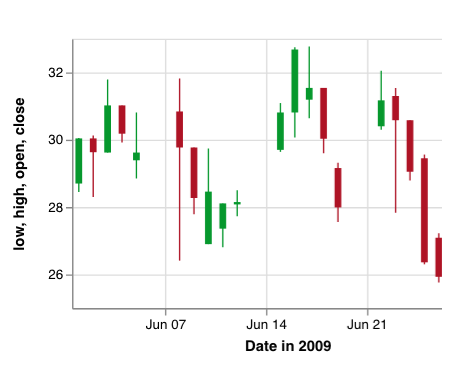 low, high, open, close
32
30
28
26
Jun 07
Jun 14
Jun 21
Date in 2009